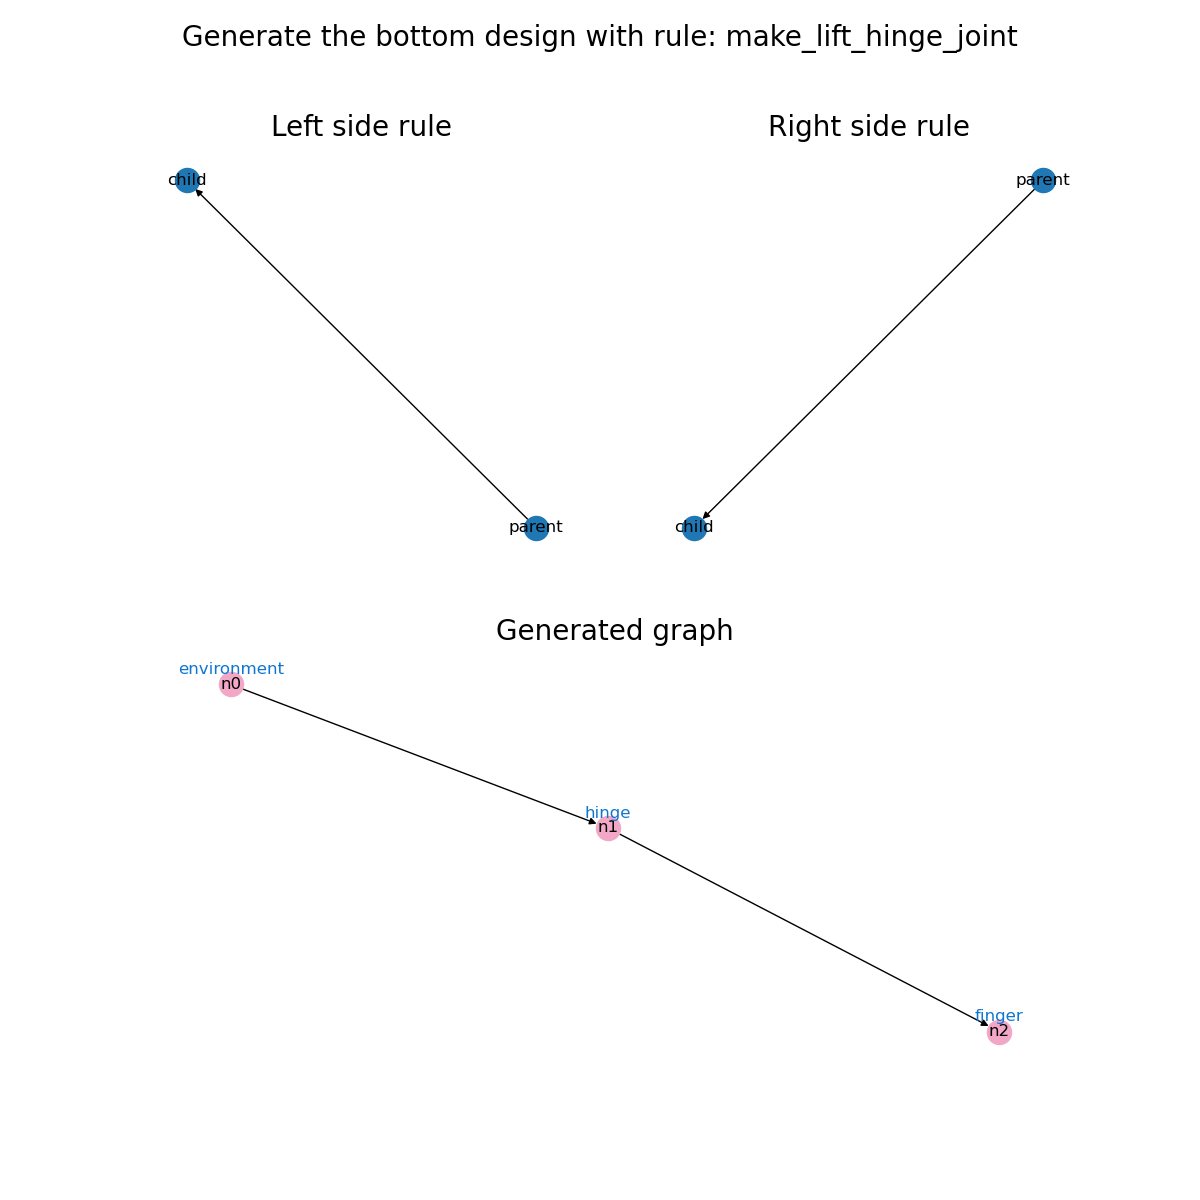 Generate the bottom design with rule: make_lift_hinge_joint
Left side rule
Right side rule
child
parent
parent
child
Generated graph
environment
n0
hinge
n1
finger
n2